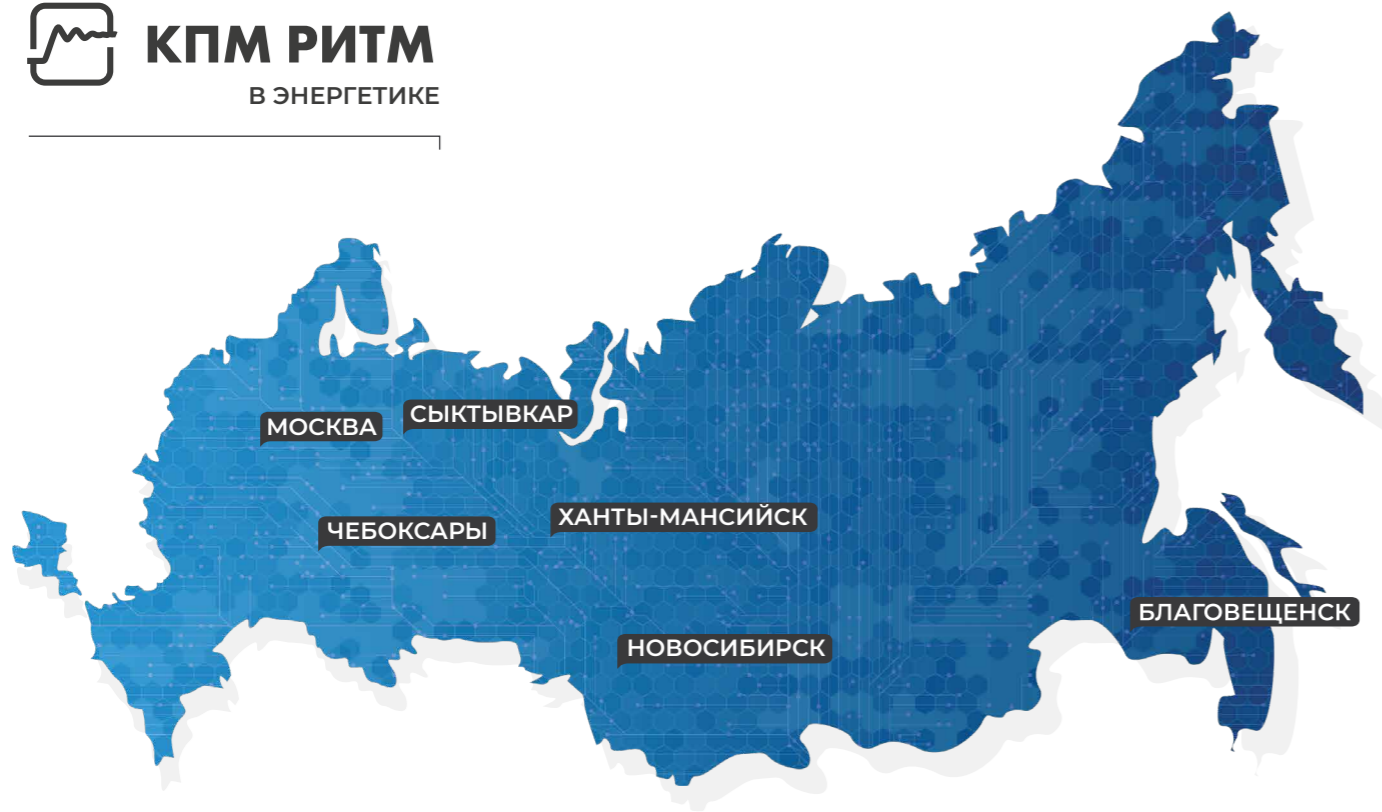 КПМ РИТМ
В ЭНЕРГЕТИКЕ
МОСКВА
СЫКТЫВКАР
ЧЕБОКСАРЫ
ХАНТЫ-МАНСИЙСК
НОВОСИБИРСК
БЛАГОВЕЩЕНСК